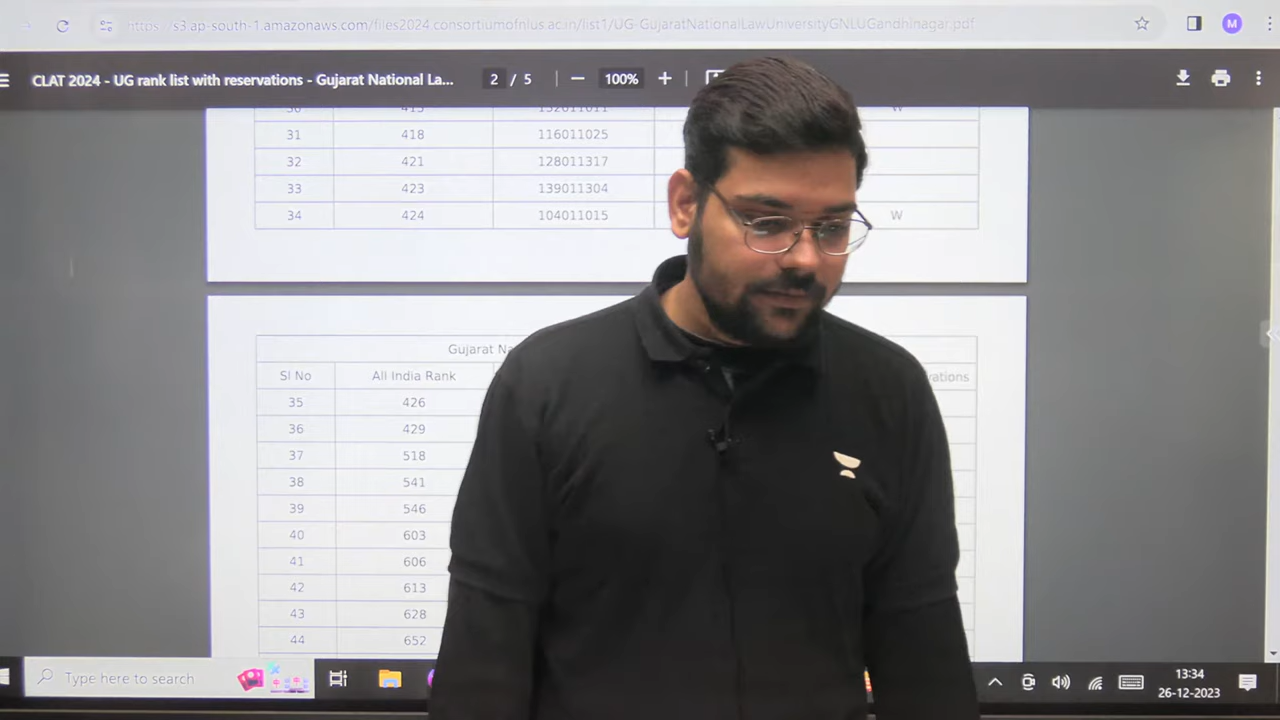 https://s3.ap-south-1.amazonaws.com/files2024.consortiumofnlus.ac.in/list1/UG-GujaratNationalLawUniversityGNLUGandhinagar.pdf
M
CLAT 2024 - UG rank list with reservations - Gujarat National La... 2 / 5 100%
30 415 132011011 W
31 418 116011025
32 421 128011317
33 423 139011304
34 424 104011015 W
Gujarat Na
Sl No All India Rank vations
35 426
36 429
37 518
38 541
39 546
40 603
41 606
42 613
43 628
44 652
Type here to search
13:34
26-12-2023